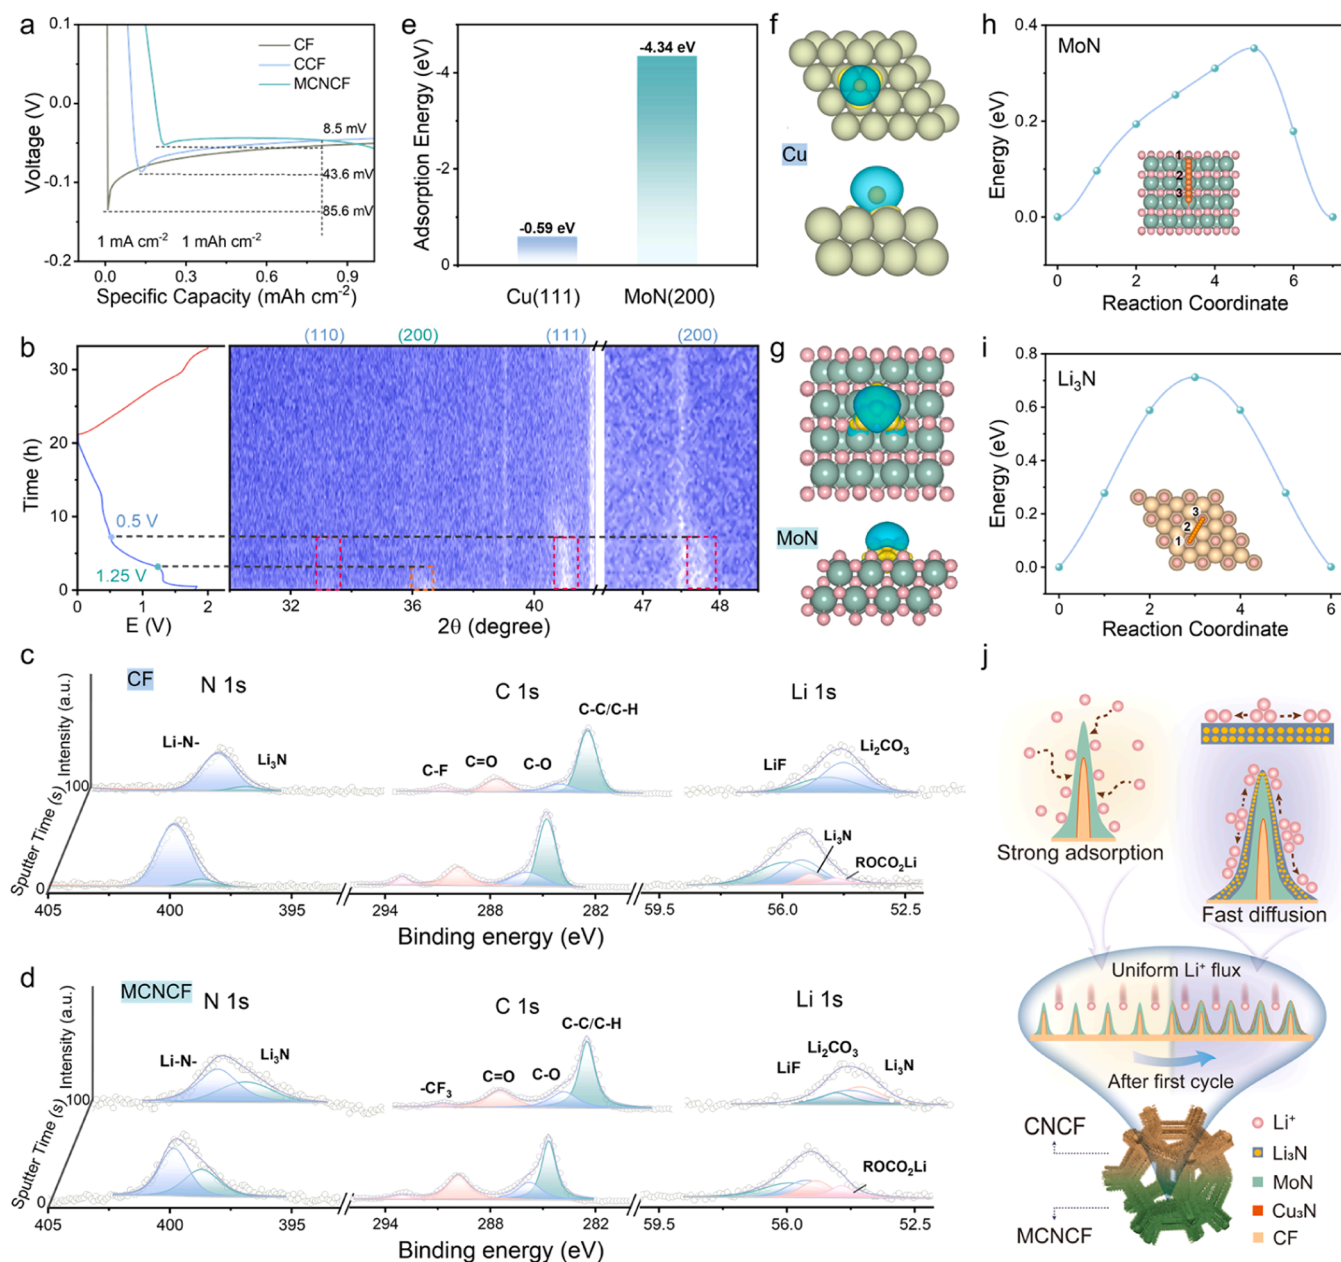 a
0.1
0.0
-0.1
-0.2
Voltage (V)
CF
CCF
MCNCF
8.5 mV
43.6 mV
85.6 mV
1 mA cm⁻² 1 mAh cm⁻²
0.0 0.3 0.6 0.9
Specific Capacity (mAh cm⁻²)
e
Adsorption Energy (eV)
-4
-2
0
-4.34 eV
-0.59 eV
Cu(111) MoN(200)
f
Cu
h
MoN
0.4
0.2
0.0
Energy (eV)
1
2
3
0 2 4 6
Reaction Coordinate
b
Time (h)
30
20
10
0
0.5 V
1.25 V
0 1 2
E (V)
(110) (200) (111) (200)
32 36 40 47 48
2θ (degree)
g
MoN
i
Li₃N
0.8
0.6
0.4
0.2
0.0
Energy (eV)
3
2
1
0 2 4 6
Reaction Coordinate
c
CF
N 1s C 1s Li 1s
Intensity (a.u.)
Sputter Time (s)
100
0
Li-N-
Li₃N
C-F
C=O
C-O
C-C/C-H
LiF
Li₂CO₃
Li₃N
ROCO₂Li
405 400 395 294 288 282 59.5 56.0 52.5
Binding energy (eV)
d
MCNCF
N 1s C 1s Li 1s
Intensity (a.u.)
Sputter Time (s)
100
0
Li-N-
Li₃N
-CF₃
C=O
C-O
C-C/C-H
LiF
Li₂CO₃
Li₃N
ROCO₂Li
405 400 395 294 288 282 59.5 56.0 52.5
Binding energy (eV)
j
Strong adsorption
Fast diffusion
Uniform Li⁺ flux
After first cycle
CNCF
MCNCF
Li⁺
Li₃N
MoN
Cu₃N
CF